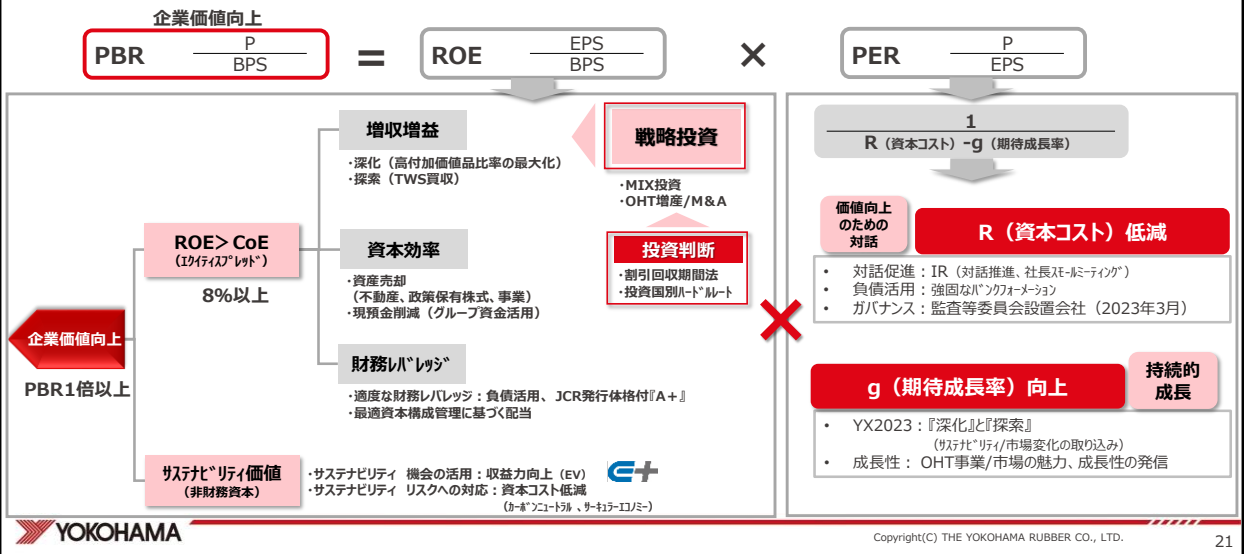 企業価値向上
PBR P/BPS = ROE EPS/BPS × PER P/EPS
増収増益
・深化(高付加価値品比率の最大化)
・探索(TWS買収)
戦略投資
・MIX投資
・OHT増産/M&A
投資判断
・割引回収期間法
・投資国別ハードルレート
ROE>CoE
(エクイティスプレッド)
8%以上
資本効率
・資産売却
(不動産、政策保有株式、事業)
・現預金削減(グループ資金活用)
企業価値向上
PBR1倍以上
財務レバレッジ
・適度な財務レバレッジ:負債活用、JCR発行体格付『A+』
・最適資本構成管理に基づく配当
サステナビリティ価値
(非財務資本)
・サステナビリティ 機会の活用:収益力向上(EV)
・サステナビリティ リスクへの対応:資本コスト低減
(カーボンニュートラル、サーキュラーエコノミー)
E+
×
1
R(資本コスト)-g(期待成長率)
価値向上
のための
対話
R(資本コスト)低減
• 対話促進:IR(対話推進、社長スモールミーティング)
• 負債活用:強固なバンクフォーメーション
• ガバナンス:監査等委員会設置会社(2023年3月)
g(期待成長率)向上
持続的
成長
• YX2023:『深化』と『探索』
(サステナビリティ/市場変化の取り込み)
• 成長性: OHT事業/市場の魅力、成長性の発信
YOKOHAMA
Copyright(C) THE YOKOHAMA RUBBER CO., LTD.
21